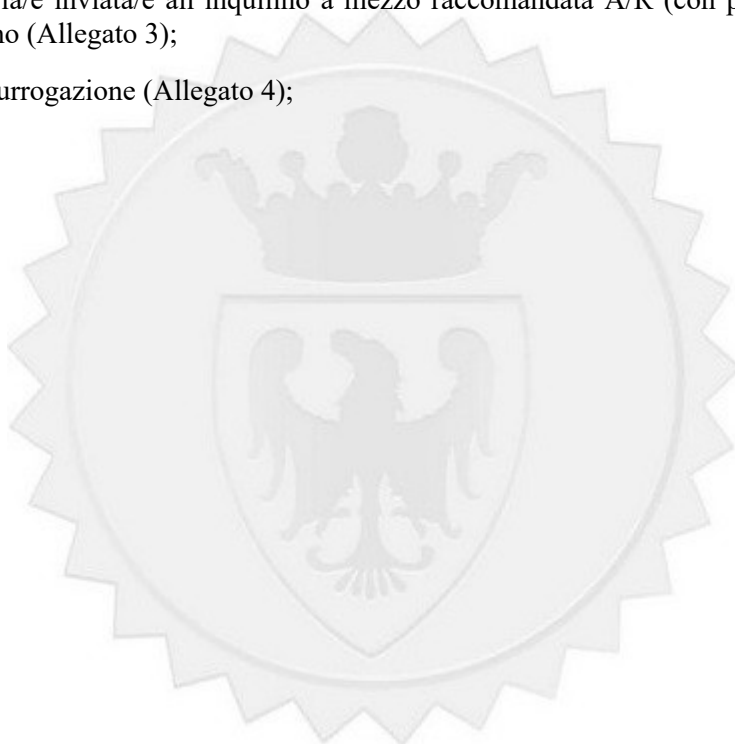 inviata/e all'inquilino a mezzo raccomandata A/R (con p
no (Allegato 3);
urrogazione (Allegato 4);